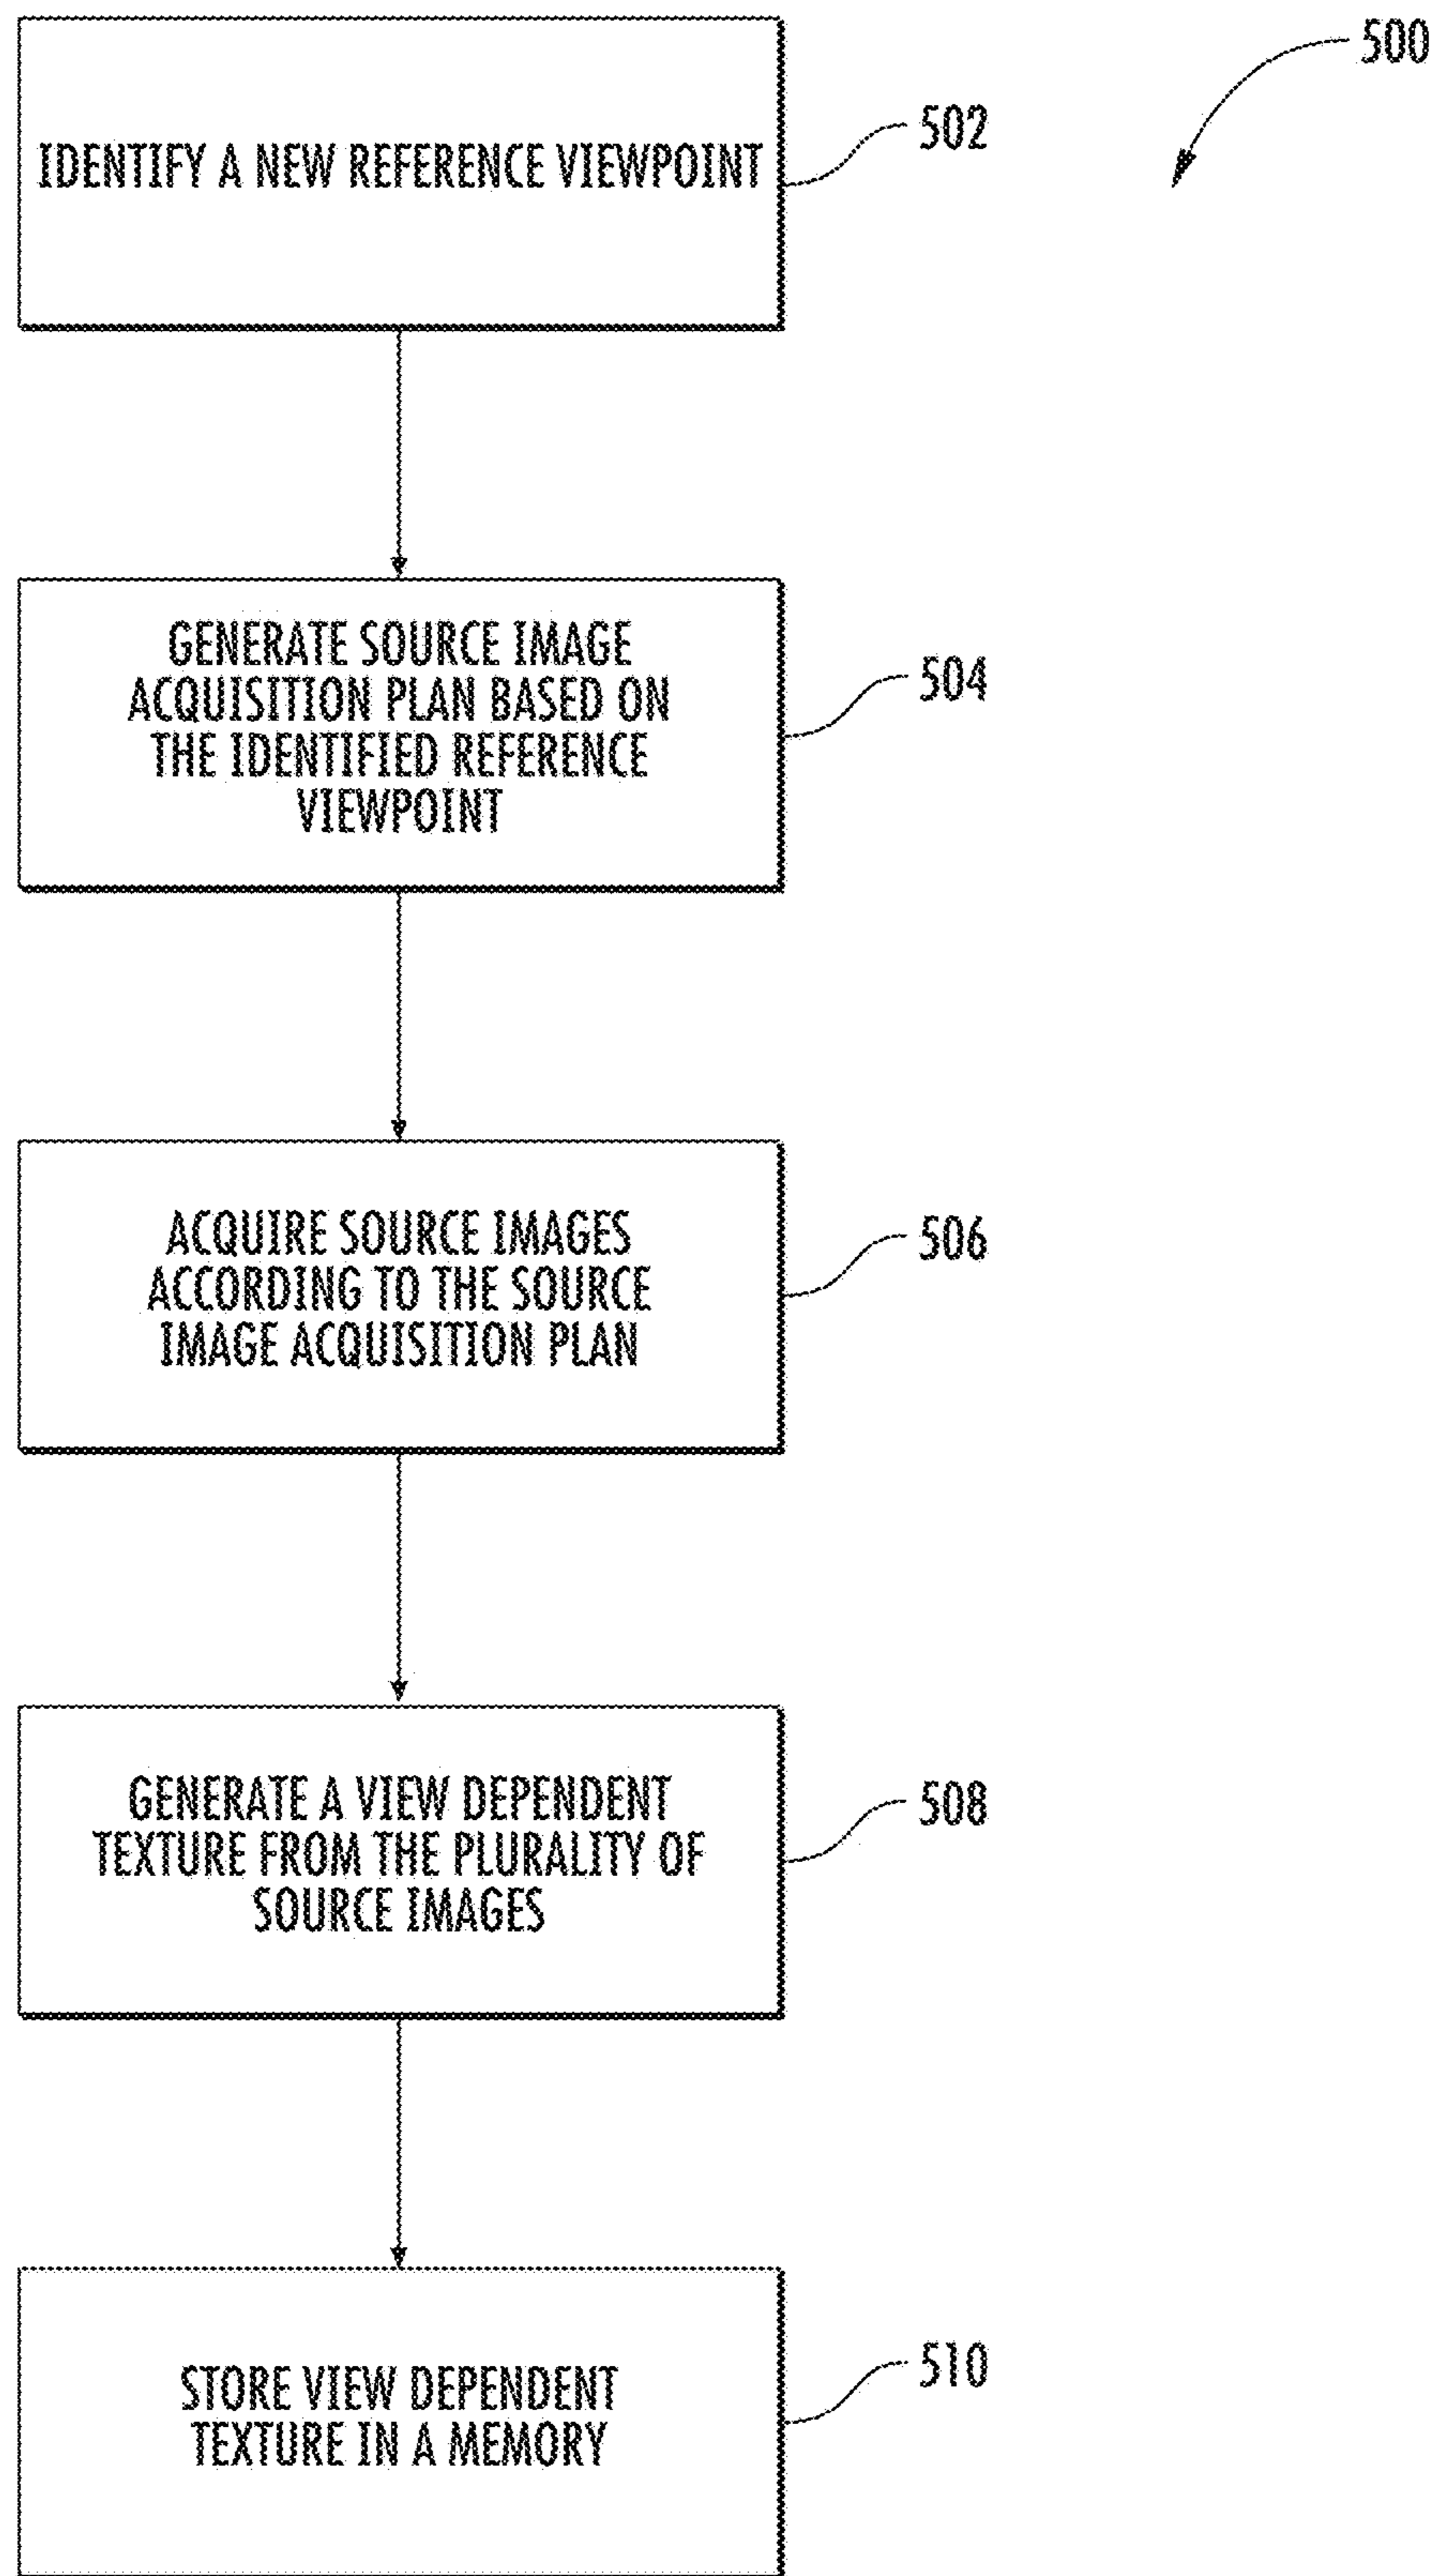 500
IDENTIFY A NEW REFERENCE VIEWPOINT
502
GENERATE SOURCE IMAGE
ACQUISITION PLAN BASED ON
THE IDENTIFIED REFERENCE
VIEWPOINT
504
ACQUIRE SOURCE IMAGES
ACCORDING TO THE SOURCE
IMAGE ACQUISITION PLAN
506
GENERATE A VIEW DEPENDENT
TEXTURE FROM THE PLURALITY OF
SOURCE IMAGES
508
STORE VIEW DEPENDENT
TEXTURE IN A MEMORY
510